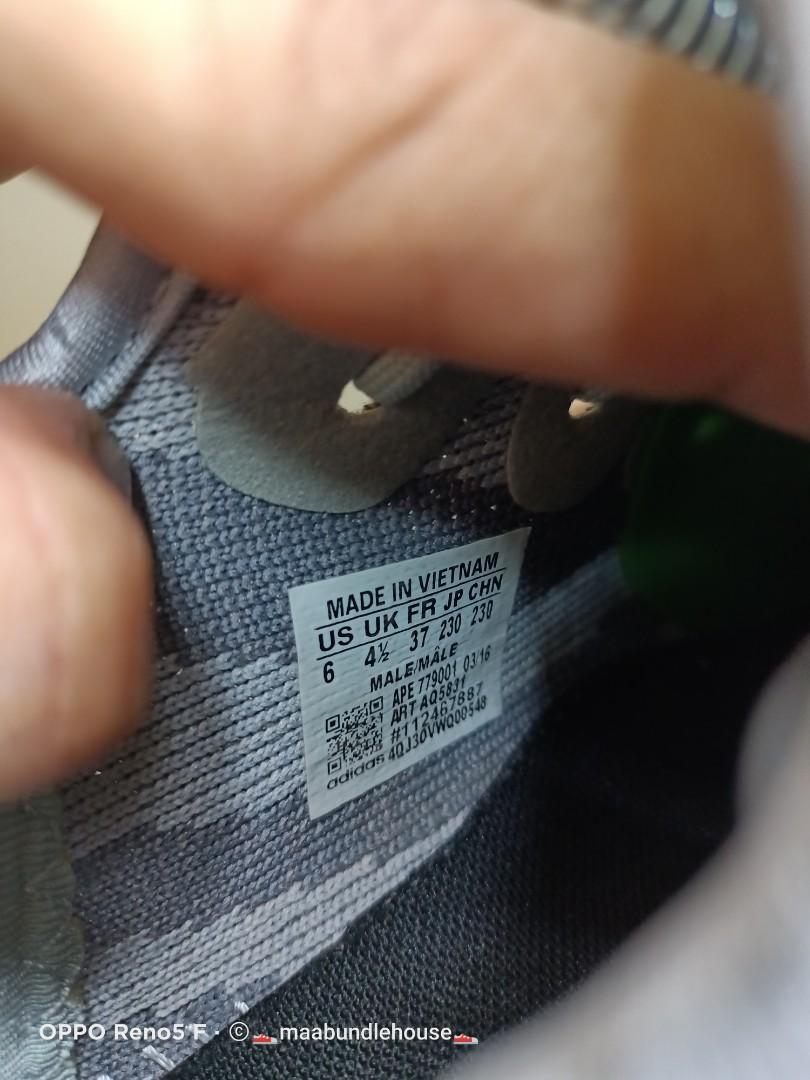 MADE IN VIETNAM
US UK FR JP CHN
6 4½ 37 230 230
MALE/MÂLE
APE 779001 03/16
ART AQ5831
#112467887
adidas 4QJ30VWQ00548
OPPO Reno5 F · © 👟 maabundlehouse 👟